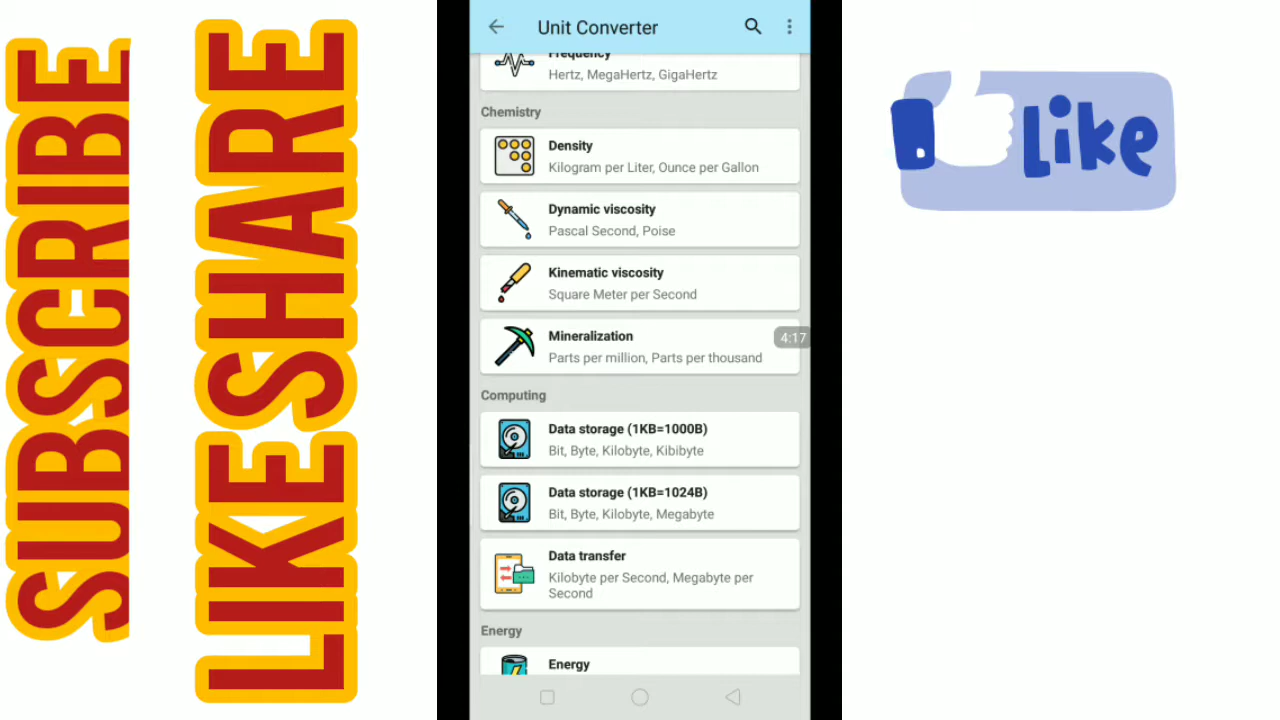 SUBSCRIBE
LIKE SHARE
Unit Converter
Frequency
Hertz, MegaHertz, GigaHertz
Chemistry
Density
Kilogram per Liter, Ounce per Gallon
Dynamic viscosity
Pascal Second, Poise
Kinematic viscosity
Square Meter per Second
Mineralization
Parts per million, Parts per thousand
4:17
Computing
Data storage (1KB=1000B)
Bit, Byte, Kilobyte, Kibibyte
Data storage (1KB=1024B)
Bit, Byte, Kilobyte, Megabyte
Data transfer
Kilobyte per Second, Megabyte per
Second
Energy
Energy
Like